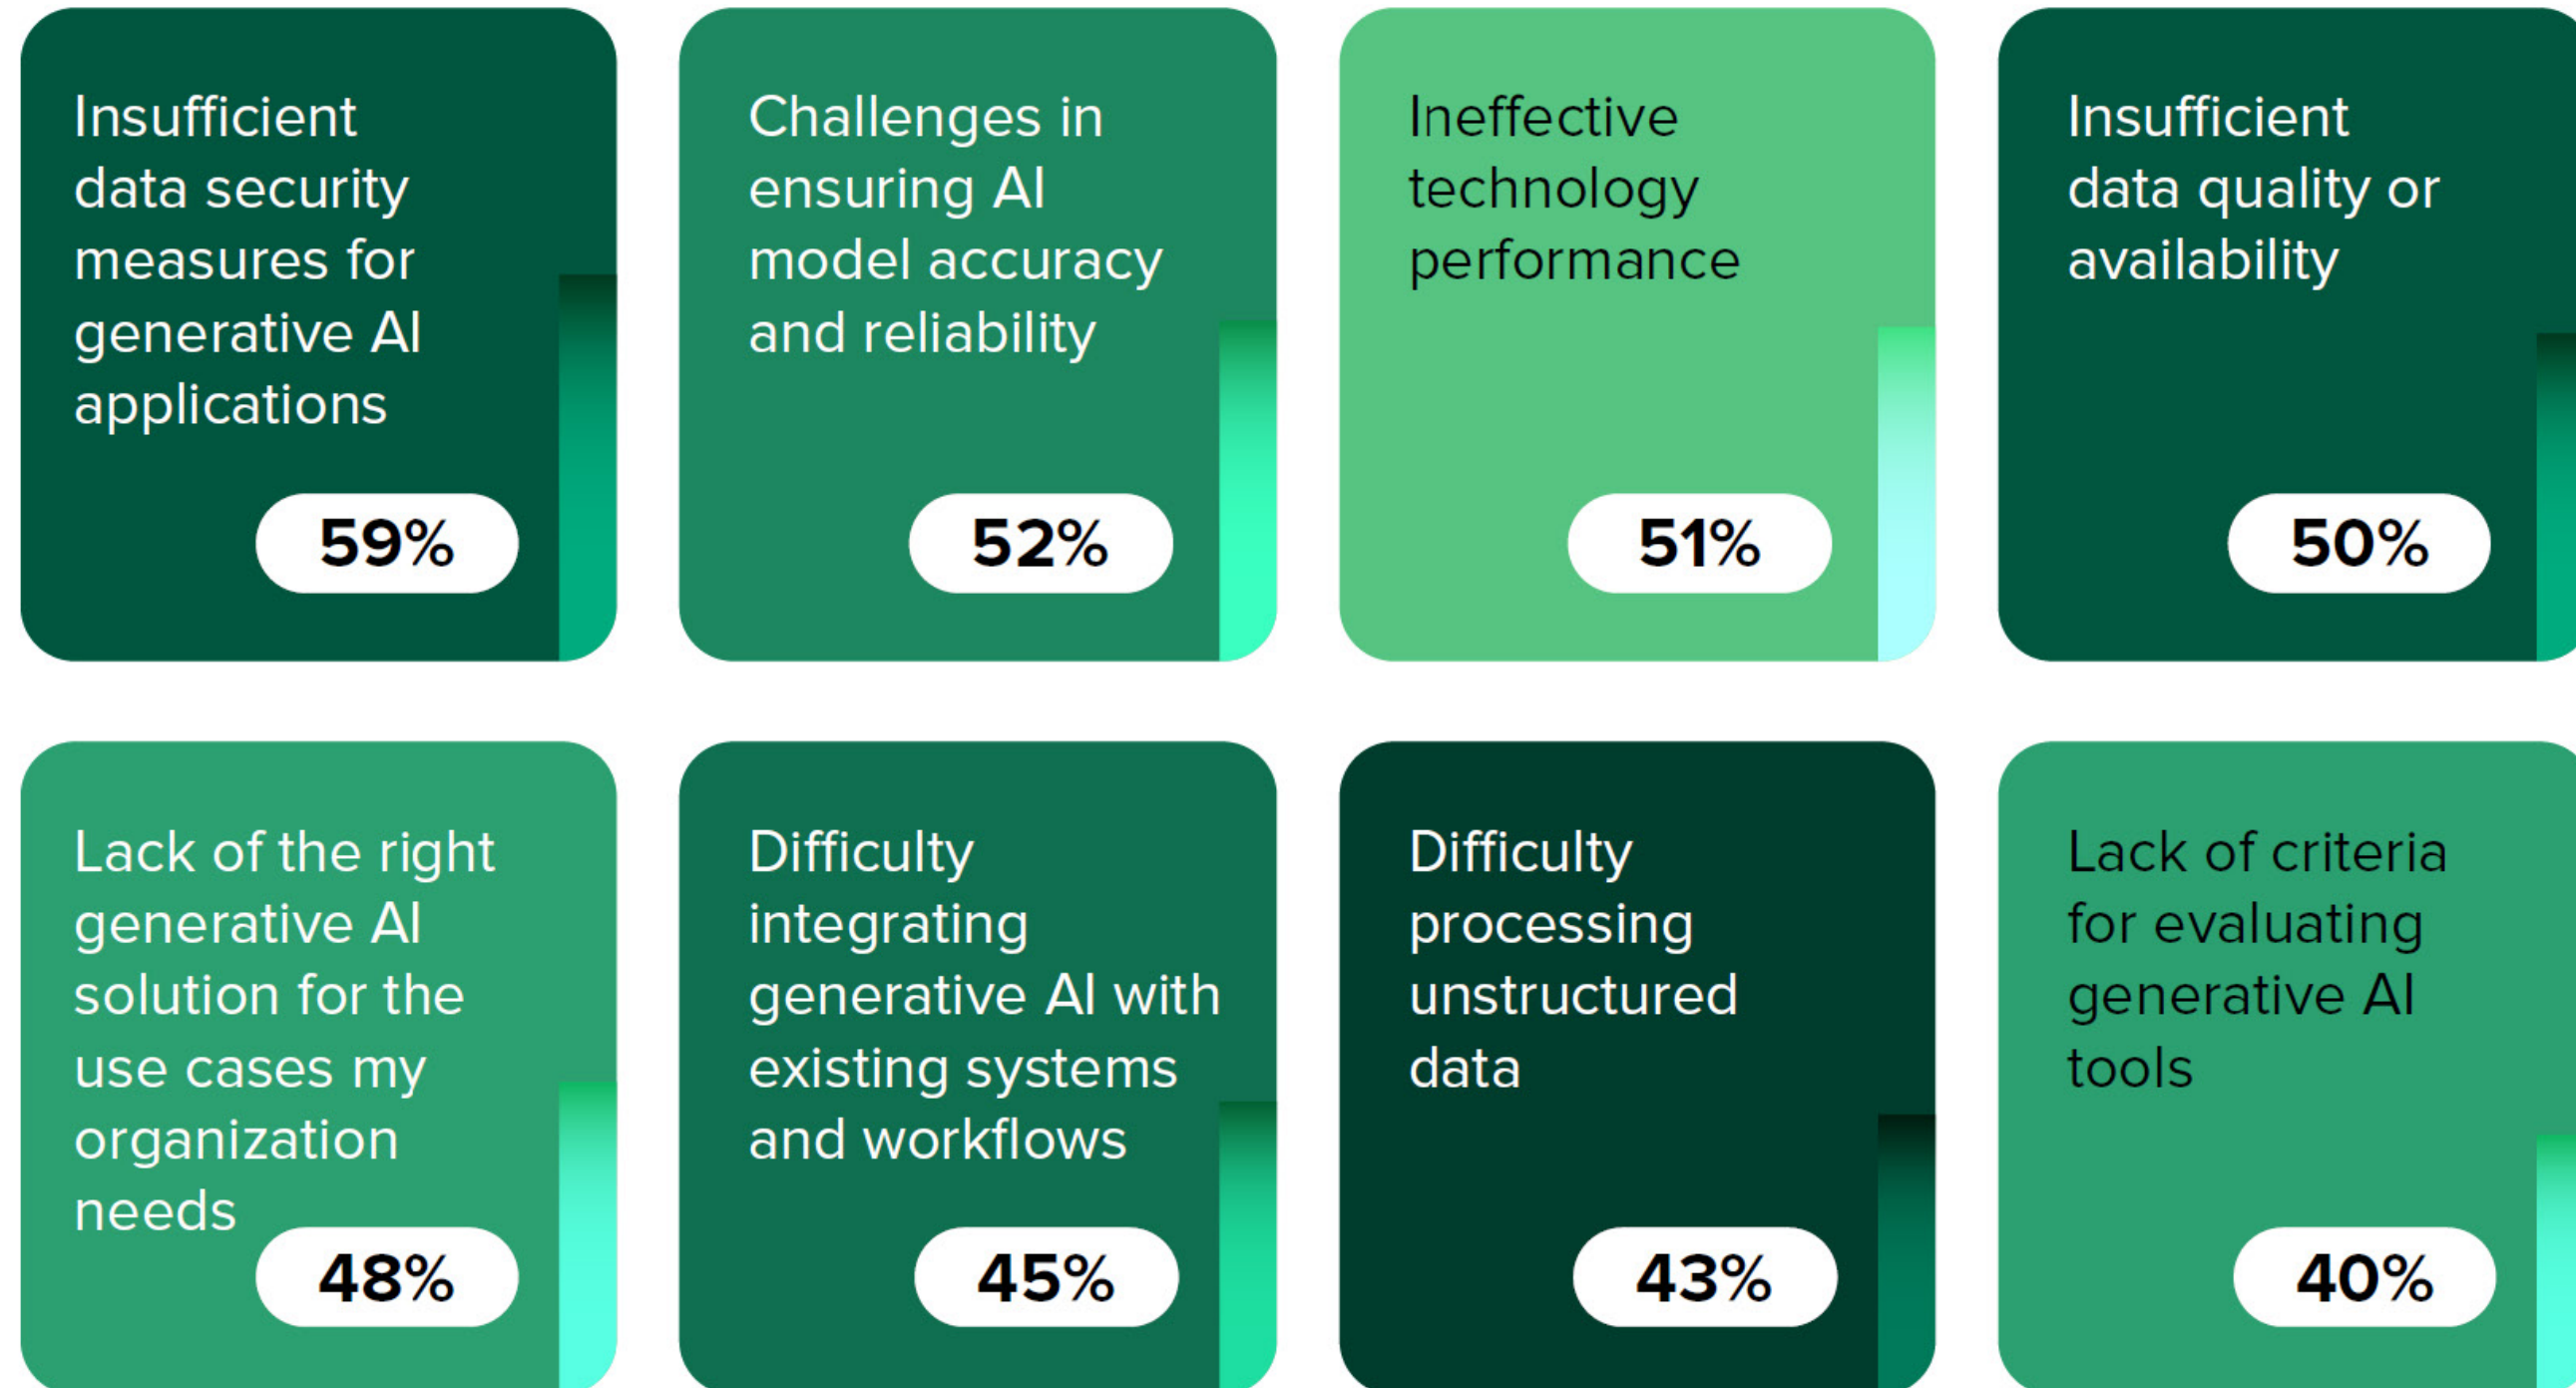 Insufficient
data security
measures for
generative AI
applications
59%
Challenges in
ensuring AI
model accuracy
and reliability
52%
Ineffective
technology
performance
51%
Insufficient
data quality or
availability
50%
Lack of the right
generative AI
solution for the
use cases my
organization
needs
48%
Difficulty
integrating
generative AI with
existing systems
and workflows
45%
Difficulty
processing
unstructured
data
43%
Lack of criteria
for evaluating
generative AI
tools
40%